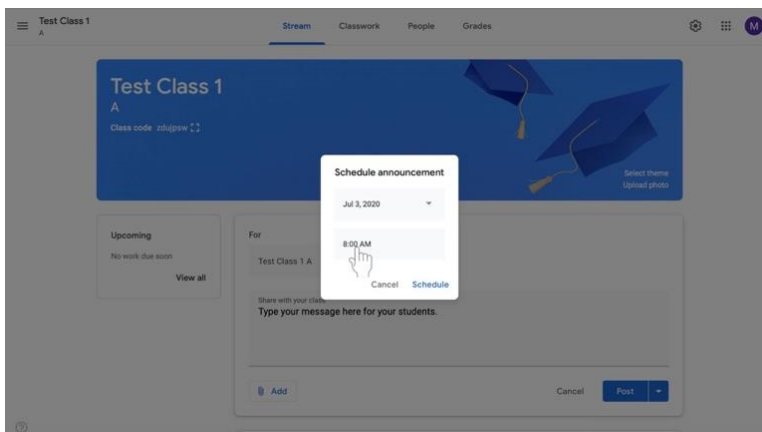 Test Class 1
A
Stream
Classwork
People
Grades
M
Test Class 1
A
Class code zdujpsw
Select theme
Upload photo
Schedule announcement
Jul 3, 2020
8:00 AM
Cancel
Schedule
Upcoming
No work due soon
View all
For
Test Class 1 A
Share with your class
Type your message here for your students.
Add
Cancel
Post